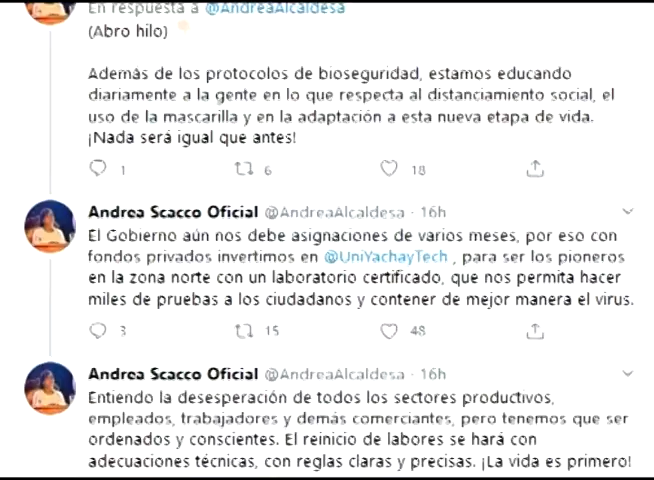 En respuesta a @AndreaAlcaldesa
(Abro hilo)
Además de los protocolos de bioseguridad, estamos educando
diariamente a la gente en lo que respecta al distanciamiento social, el
uso de la mascarilla y en la adaptación a esta nueva etapa de vida.
¡Nada será igual que antes!
1 6 18
Andrea Scacco Oficial @AndreaAlcaldesa · 16h
El Gobierno aún nos debe asignaciones de varios meses, por eso con
fondos privados invertimos en @UniYachayTech , para ser los pioneros
en la zona norte con un laboratorio certificado, que nos permita hacer
miles de pruebas a los ciudadanos y contener de mejor manera el virus.
3 15 48
Andrea Scacco Oficial @AndreaAlcaldesa · 16h
Entiendo la desesperación de todos los sectores productivos,
empleados, trabajadores y demás comerciantes, pero tenemos que ser
ordenados y conscientes. El reinicio de labores se hará con
adecuaciones técnicas, con reglas claras y precisas. ¡La vida es primero!